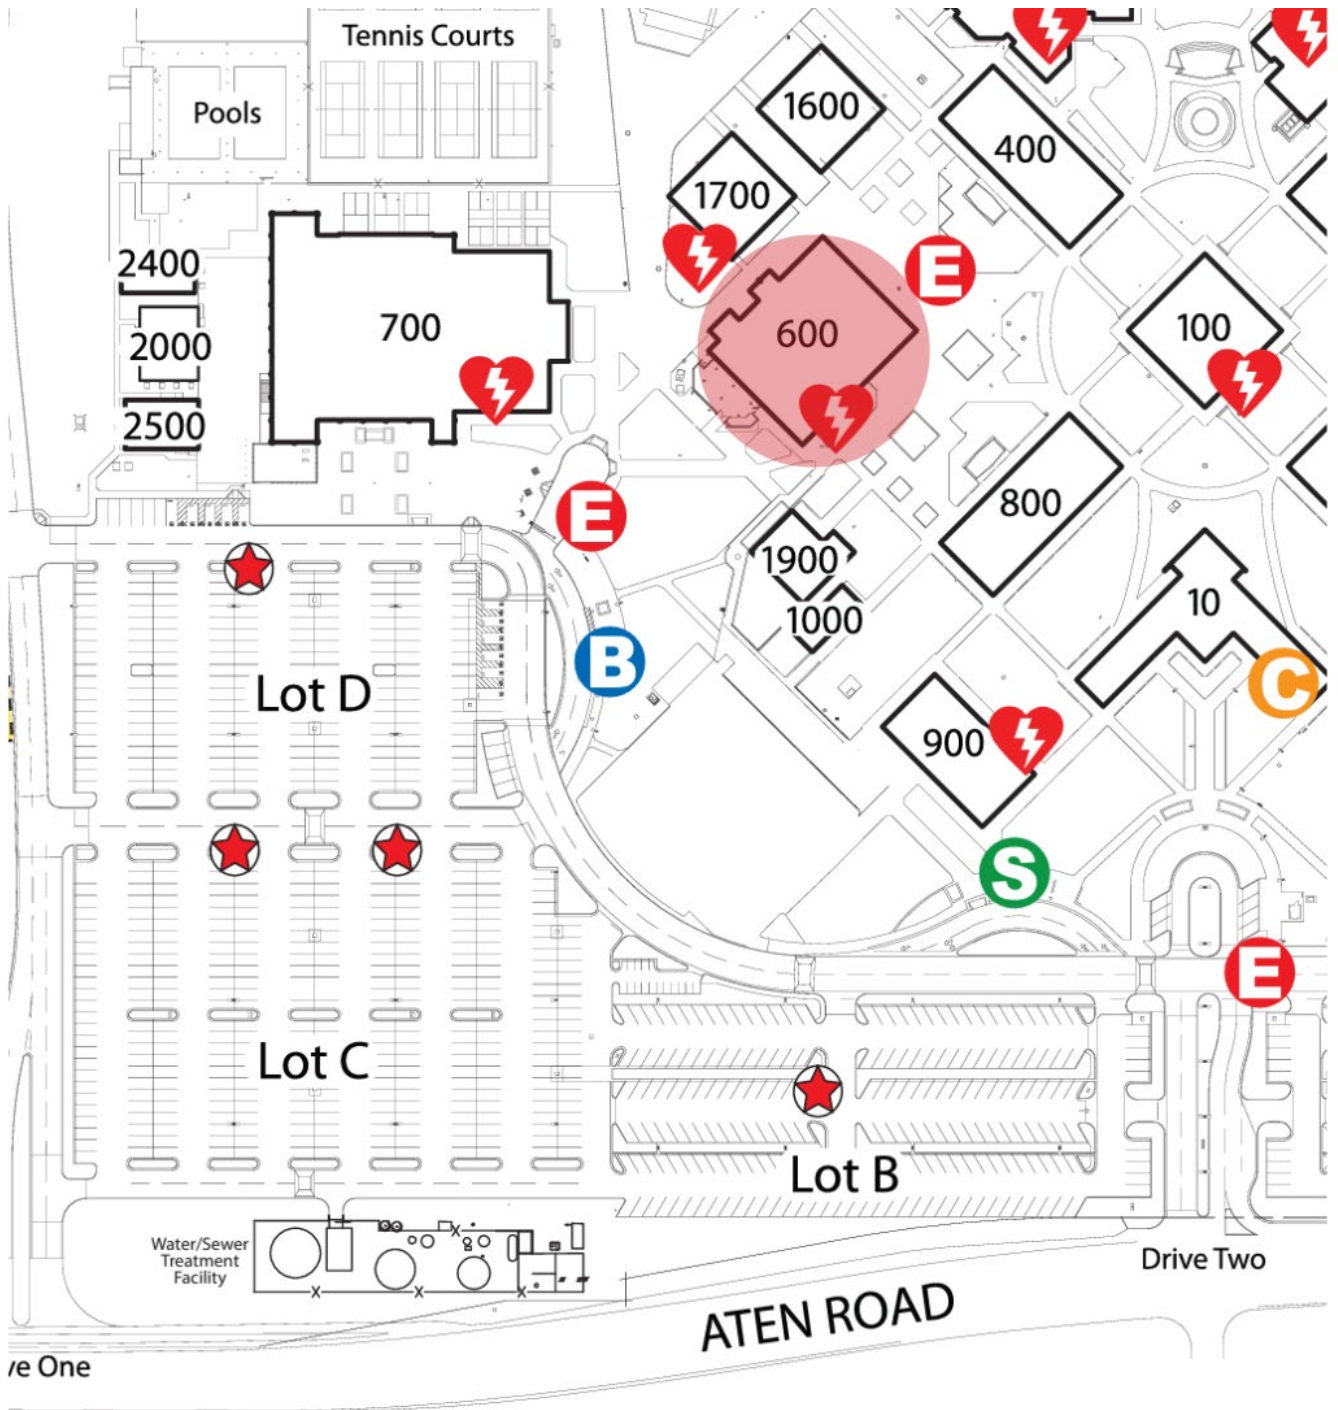 Tennis Courts
Pools
1600
400
1700
E
2400
2000
2500
700
600
100
E
800
1900
1000
10
B
C
Lot D
900
S
E
Lot C
Lot B
Water/Sewer
Treatment
Facility
Drive Two
ATEN ROAD
ve One